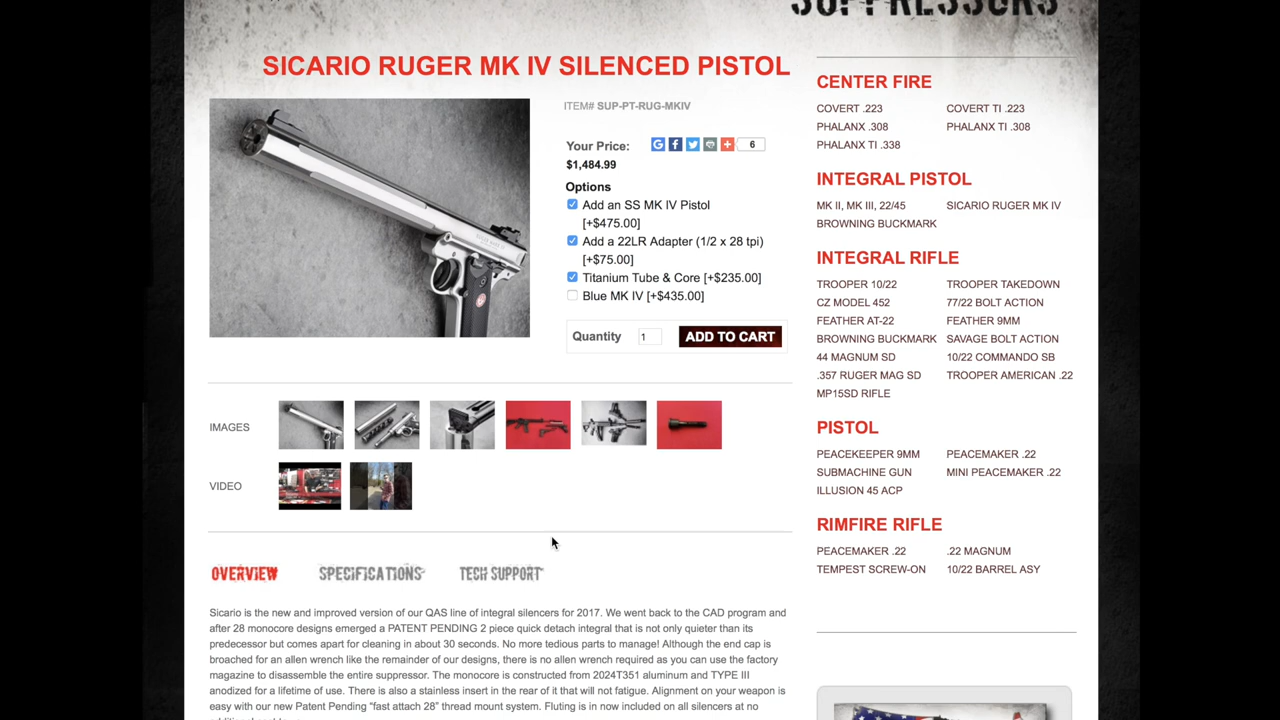 SUPPRESSORS
SICARIO RUGER MK IV SILENCED PISTOL
ITEM# SUP-PT-RUG-MKIV
Your Price:
6
$1,484.99
Options
Add an SS MK IV Pistol
[+$475.00]
Add a 22LR Adapter (1/2 x 28 tpi)
[+$75.00]
Titanium Tube & Core [+$235.00]
Blue MK IV [+$435.00]
Quantity 1 ADD TO CART
IMAGES
VIDEO
OVERVIEW SPECIFICATIONS TECH SUPPORT
Sicario is the new and improved version of our QAS line of integral silencers for 2017. We went back to the CAD program and
after 28 monocore designs emerged a PATENT PENDING 2 piece quick detach integral that is not only quieter than its
predecessor but comes apart for cleaning in about 30 seconds. No more tedious parts to manage! Although the end cap is
broached for an allen wrench like the remainder of our designs, there is no allen wrench required as you can use the factory
magazine to disassemble the entire suppressor. The monocore is constructed from 2024T351 aluminum and TYPE III
anodized for a lifetime of use. There is also a stainless insert in the rear of it that will not fatigue. Alignment on your weapon is
easy with our new Patent Pending "fast attach 28" thread mount system. Fluting is in now included on all silencers at no
CENTER FIRE
COVERT .223 COVERT TI .223
PHALANX .308 PHALANX TI .308
PHALANX TI .338
INTEGRAL PISTOL
MK II, MK III, 22/45 SICARIO RUGER MK IV
BROWNING BUCKMARK
INTEGRAL RIFLE
TROOPER 10/22 TROOPER TAKEDOWN
CZ MODEL 452 77/22 BOLT ACTION
FEATHER AT-22 FEATHER 9MM
BROWNING BUCKMARK SAVAGE BOLT ACTION
44 MAGNUM SD 10/22 COMMANDO SB
.357 RUGER MAG SD TROOPER AMERICAN .22
MP15SD RIFLE
PISTOL
PEACEKEEPER 9MM PEACEMAKER .22
SUBMACHINE GUN MINI PEACEMAKER .22
ILLUSION 45 ACP
RIMFIRE RIFLE
PEACEMAKER .22 .22 MAGNUM
TEMPEST SCREW-ON 10/22 BARREL ASY